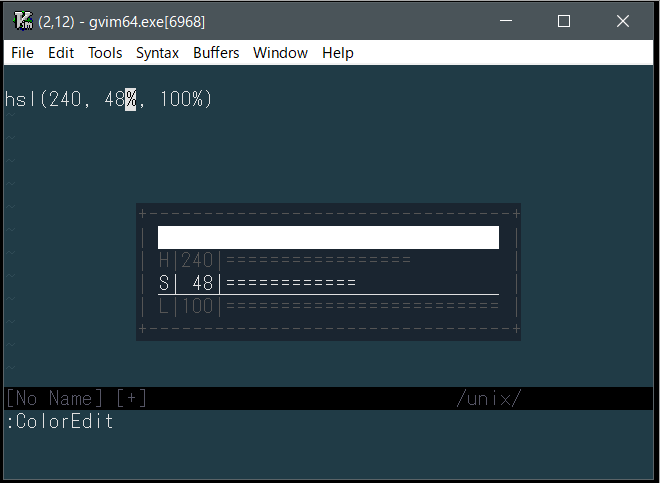 (2,12) - gvim64.exe[6968]
File Edit Tools Syntax Buffers Window Help
hsl(240, 48%, 100%)
~
~
~
~
+----------------------------------+
| |
| H|240|================= |
~ | S| 48|============ |
~ | L|100|========================= |
~ +----------------------------------+
~
[No Name] [+] /unix/
:ColorEdit